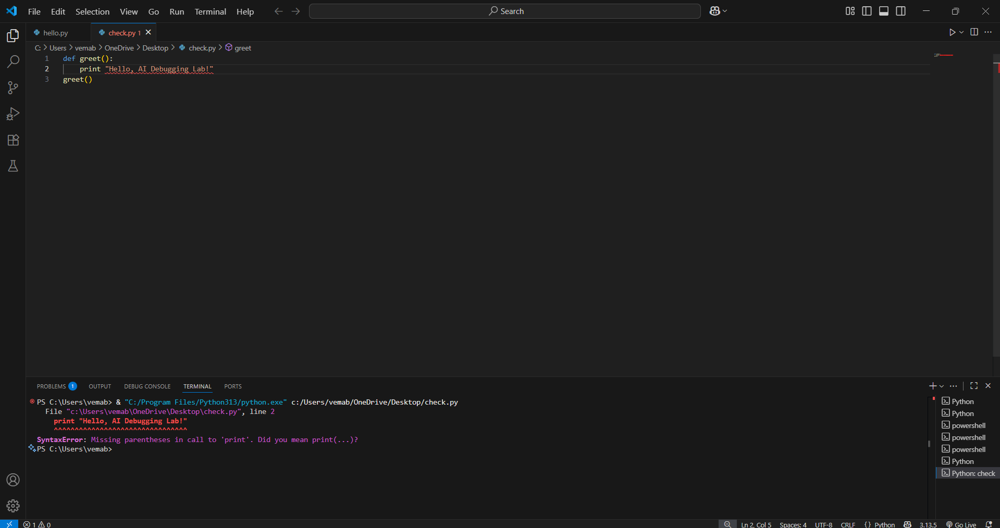 File Edit Selection View Go Run Terminal Help Search
hello.py check.py 1
C: > Users > vemab > OneDrive > Desktop > check.py > greet
1 def greet():
2     print "Hello, AI Debugging Lab!"
3 greet()
PROBLEMS 1 OUTPUT DEBUG CONSOLE TERMINAL PORTS
PS C:\Users\vemab> & "C:/Program Files/Python313/python.exe" c:/Users/vemab/OneDrive/Desktop/check.py
  File "c:\Users\vemab\OneDrive\Desktop\check.py", line 2
    print "Hello, AI Debugging Lab!"
    ^^^^^^^^^^^^^^^^^^^^^^^^^^^^^^^^
SyntaxError: Missing parentheses in call to 'print'. Did you mean print(...)?
PS C:\Users\vemab>
Python
Python
powershell
powershell
powershell
Python
Python: check
1 0 Ln 2, Col 5 Spaces: 4 UTF-8 CRLF {} Python 3.13.5 Go Live